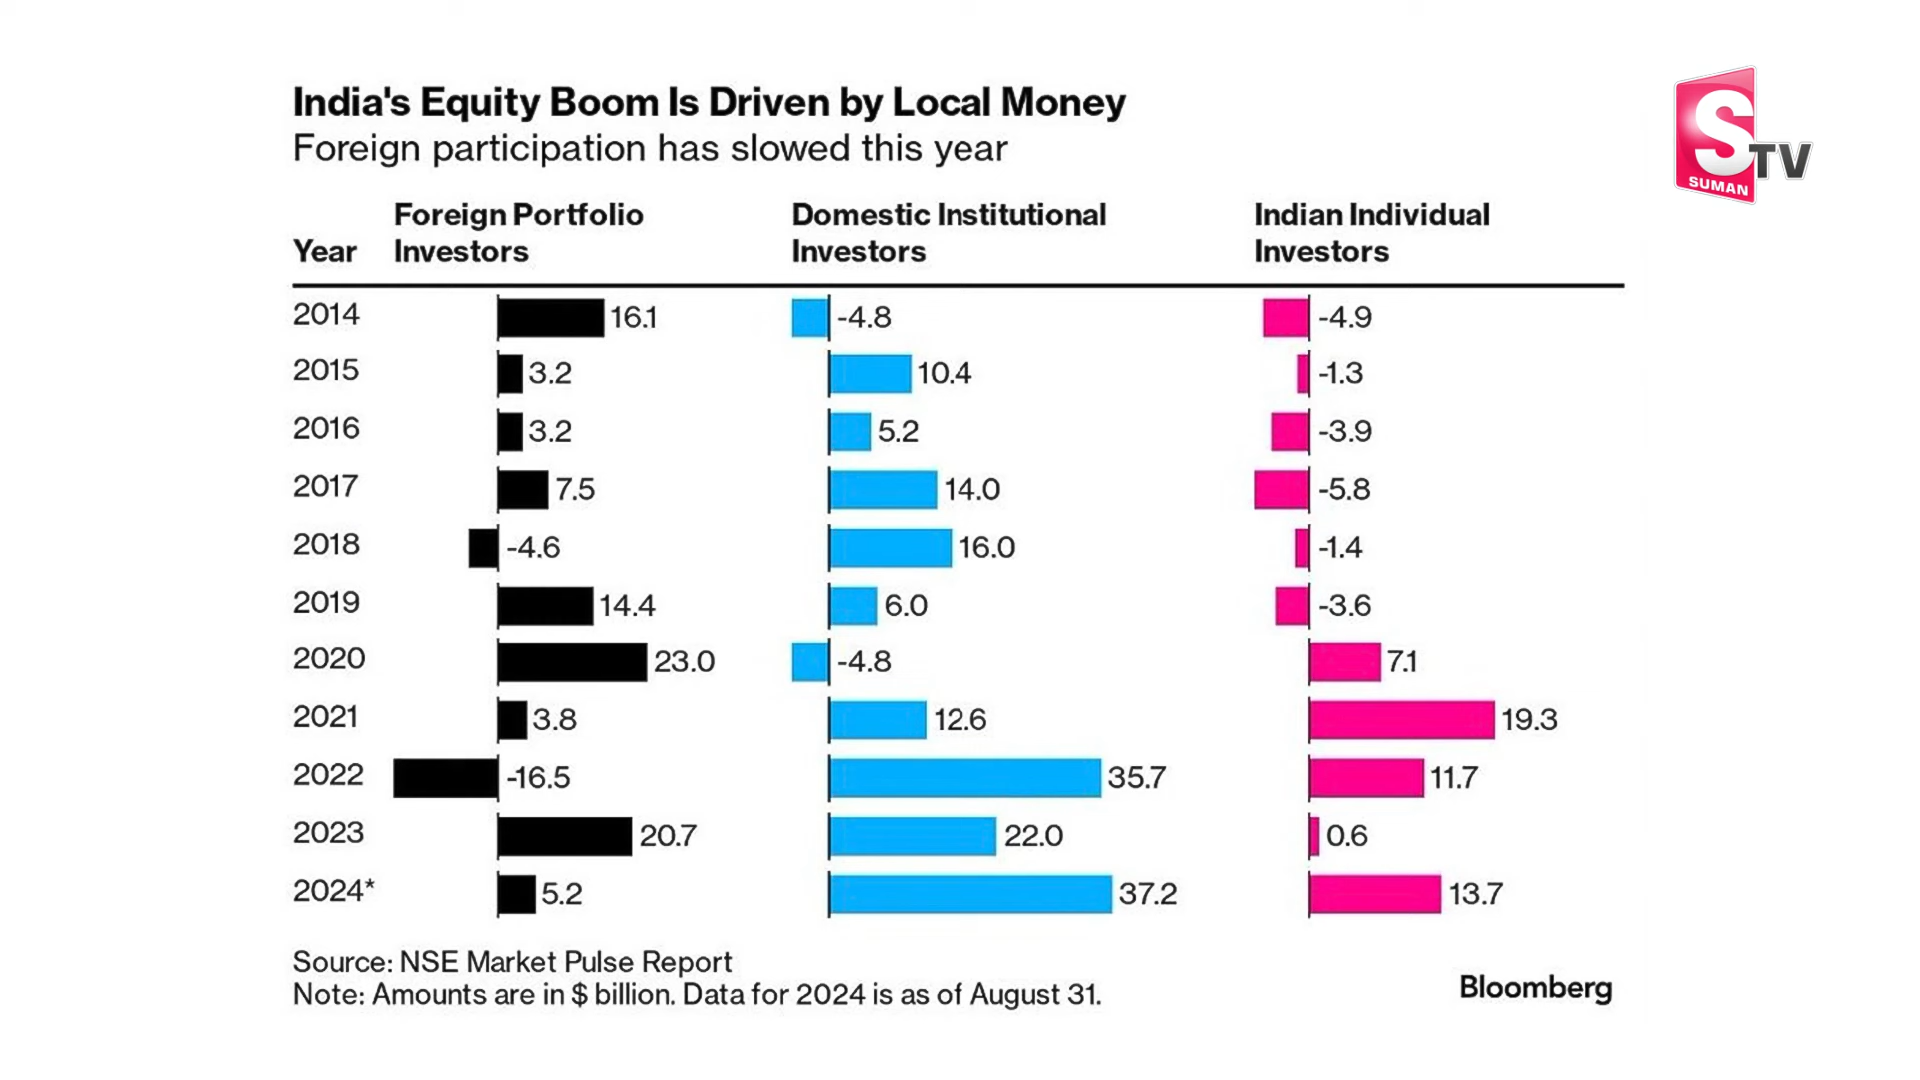 India's Equity Boom Is Driven by Local Money
Foreign participation has slowed this year
S TV
SUMAN
Year Foreign Portfolio Investors Domestic Institutional Investors Indian Individual Investors
2014 16.1 -4.8 -4.9
2015 3.2 10.4 -1.3
2016 3.2 5.2 -3.9
2017 7.5 14.0 -5.8
2018 -4.6 16.0 -1.4
2019 14.4 6.0 -3.6
2020 23.0 -4.8 7.1
2021 3.8 12.6 19.3
2022 -16.5 35.7 11.7
2023 20.7 22.0 0.6
2024* 5.2 37.2 13.7
Source: NSE Market Pulse Report
Note: Amounts are in $ billion. Data for 2024 is as of August 31.
Bloomberg